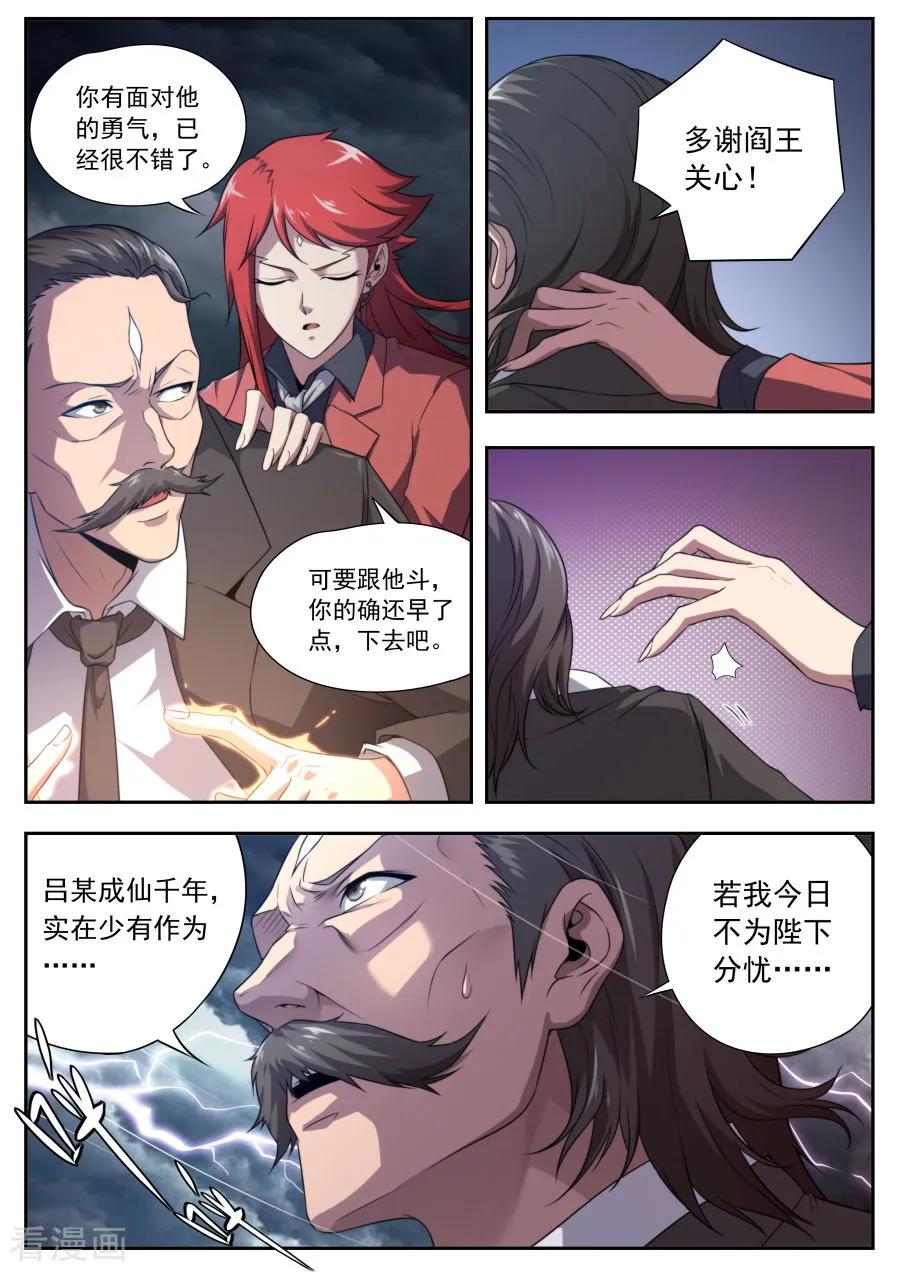 你有面对他
的勇气，已
经很不错了。
可要跟他斗，
你的确还早了
点，下去吧。
多谢阎王
关心！
吕某成仙千年，
实在少有作为
……
若我今日
不为陛下
分忧……
看漫画